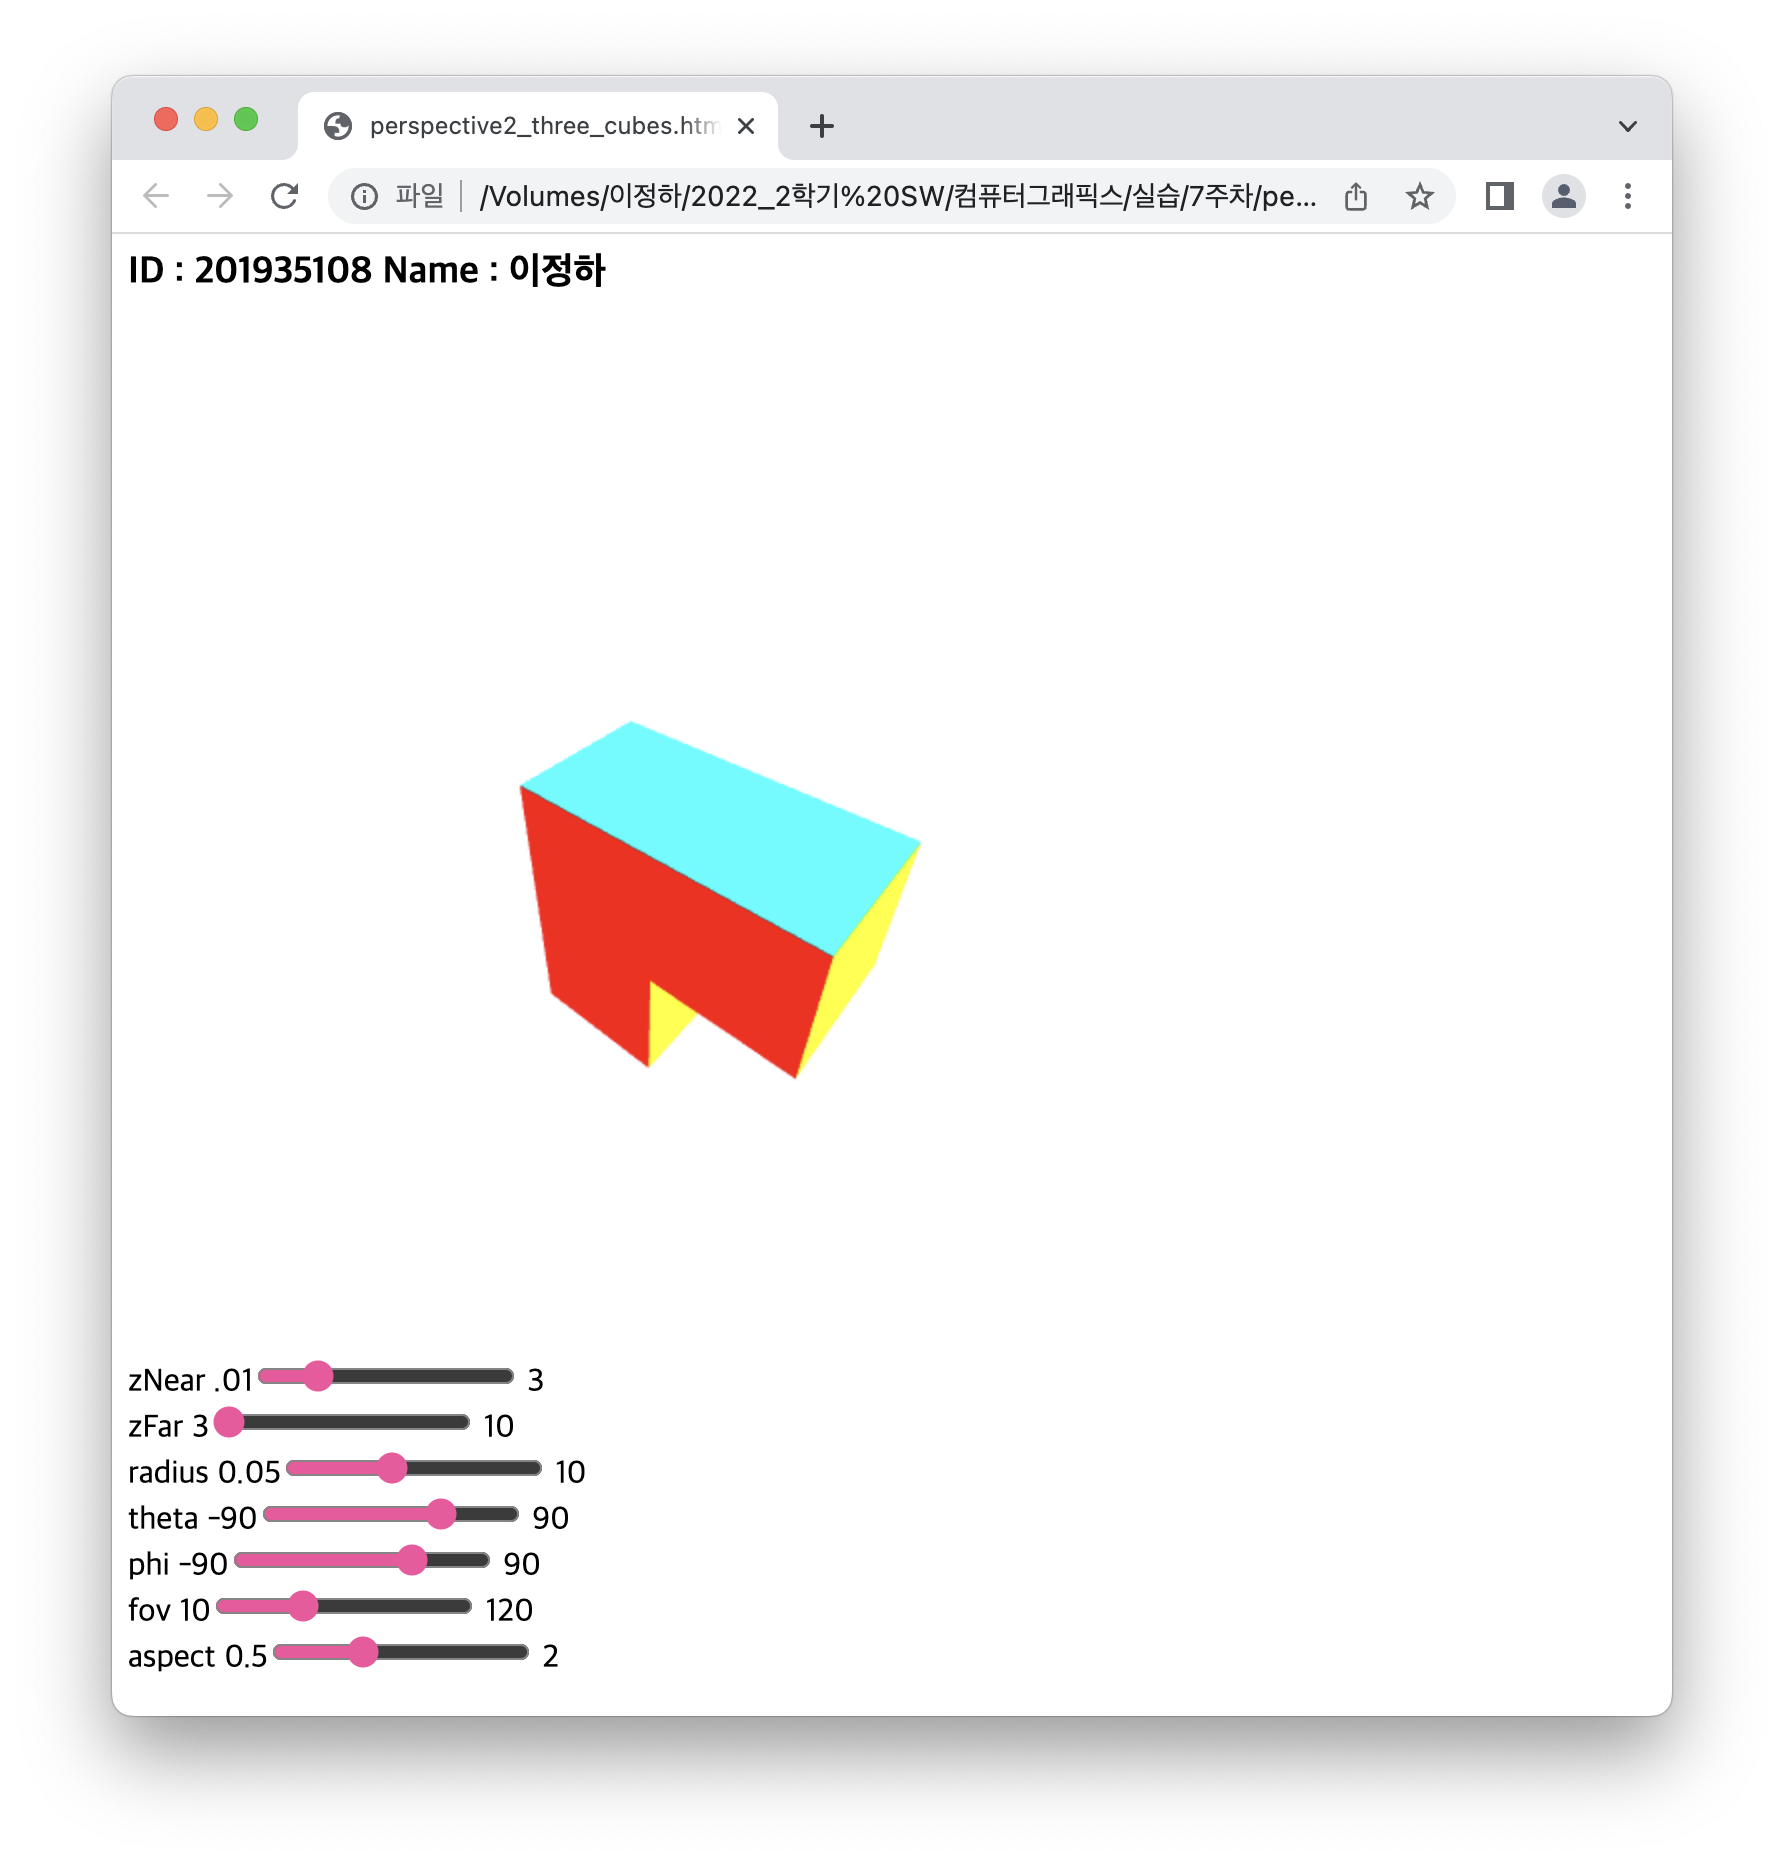 perspective2_three_cubes.htm
파일 /Volumes/이정하/2022_2학기%20SW/컴퓨터그래픽스/실습/7주차/pe...
ID : 201935108 Name : 이정하
zNear .01 3
zFar 3 10
radius 0.05 10
theta -90 90
phi -90 90
fov 10 120
aspect 0.5 2